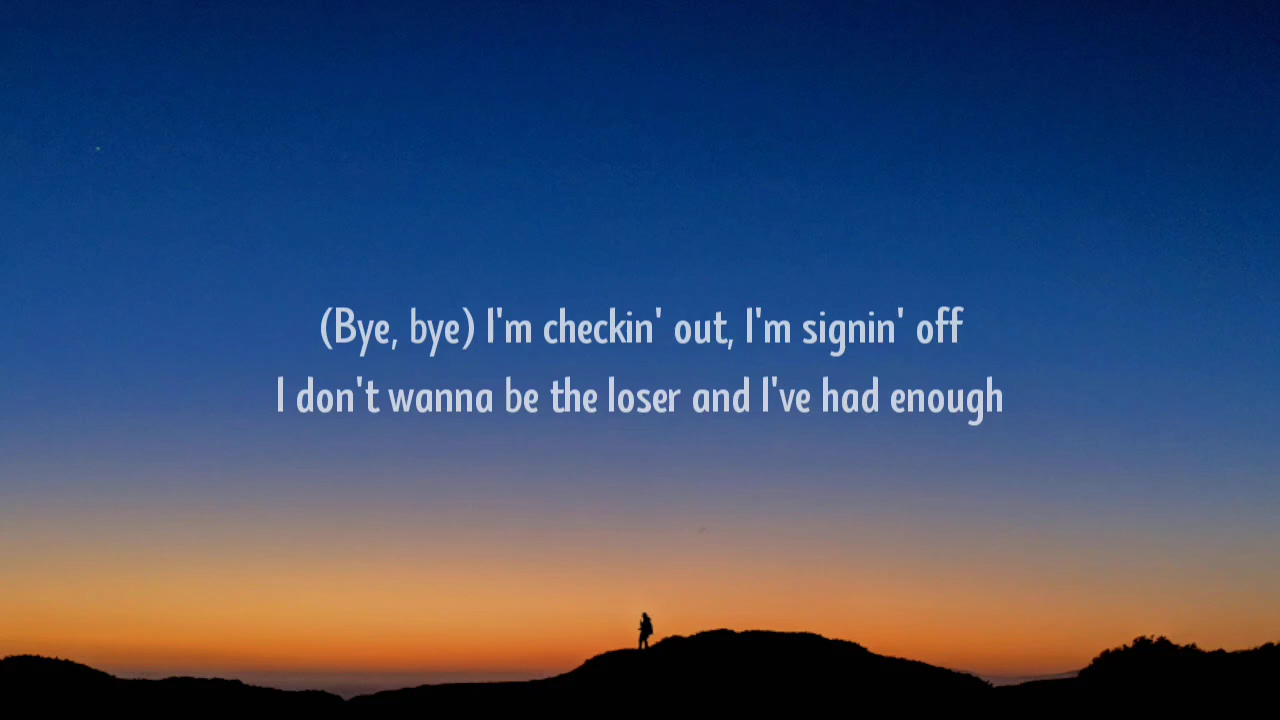 (Bye, bye) I'm checkin' out, I'm signin' off
I don't wanna be the loser and I've had enough